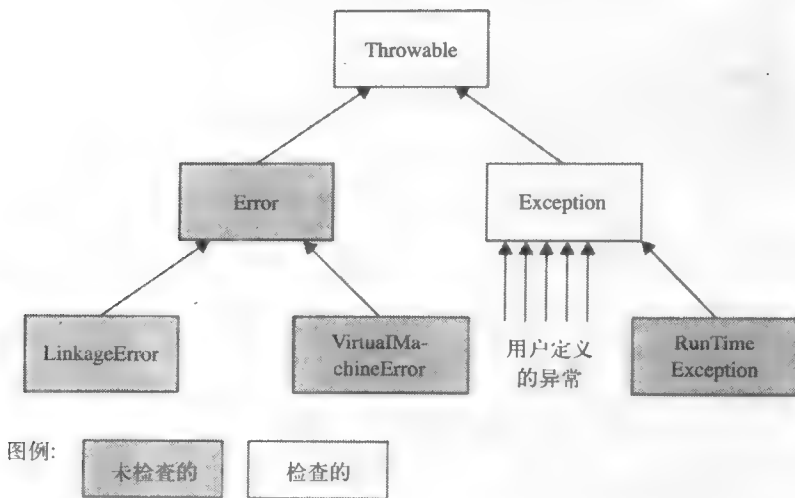 Throwable
Error
Exception
LinkageError
VirtualMa-
chineError
用户定义
的异常
RunTime
Exception
图例:
未检查的
检查的